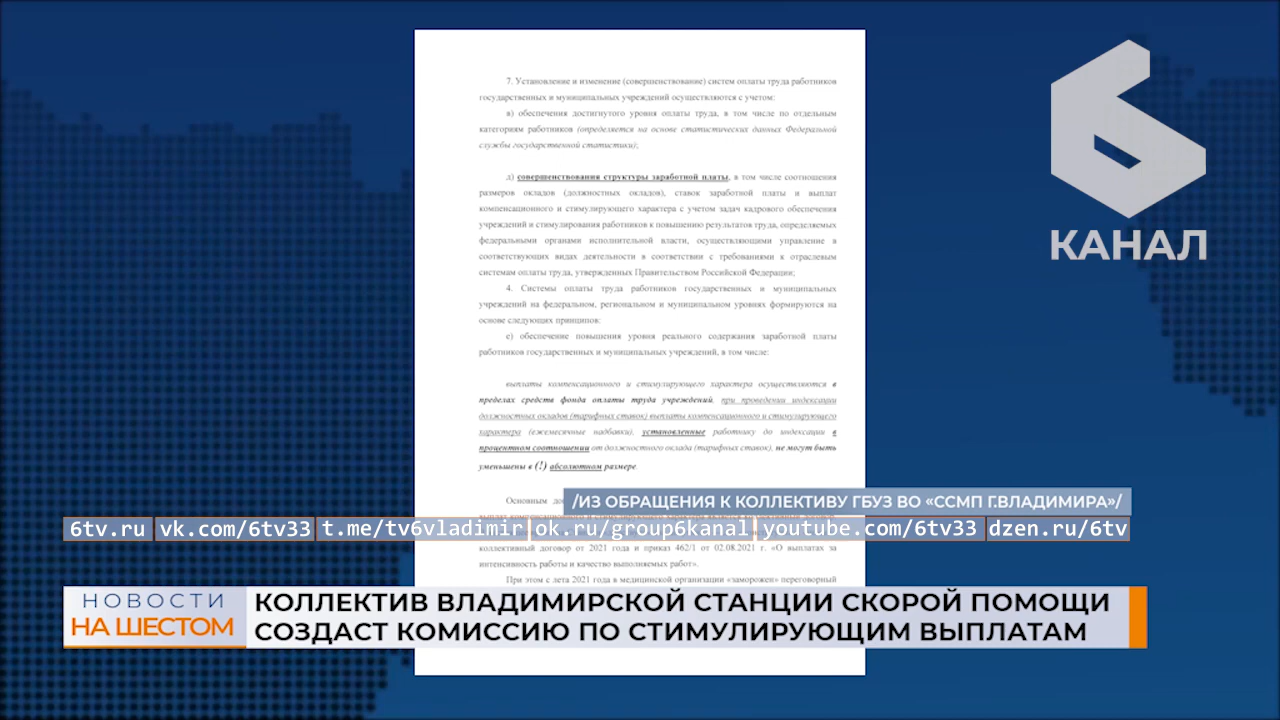 7. Установление и изменение (совершенствование) систем оплаты труда работников
государственных и муниципальных учреждений осуществляются с учетом:
в) обеспечения достигнутого уровня оплаты труда, в том числе по отдельным
категориям работников (определяется на основе статистических данных Федеральной
службы государственной статистики);
д) совершенствования структуры заработной платы, в том числе соотношения
размеров окладов (должностных окладов), ставок заработной платы и выплат
компенсационного и стимулирующего характера с учетом задач кадрового обеспечения
учреждений и стимулирования работников к повышению результатов труда, определяемых
федеральными органами исполнительной власти, осуществляющими управление в
соответствующих видах деятельности в соответствии с требованиями к отраслевым
системам оплаты труда, утвержденных Правительством Российской Федерации;
4. Системы оплаты труда работников государственных и муниципальных
учреждений на федеральном, региональном и муниципальном уровнях формируются на
основе следующих принципов:
е) обеспечение повышения уровня реального содержания заработной платы
работников государственных и муниципальных учреждений, в том числе:
выплаты компенсационного и стимулирующего характера осуществляются в
пределах средств фонда оплаты труда учреждений, при проведении индексации
должностных окладов (тарифных ставок) выплаты компенсационного и стимулирующего
характера (ежемесячные надбавки), установленные работнику до индексации в
процентном соотношении от должностного оклада (тарифных ставок), не могут быть
уменьшены в (!) абсолютном размере.
Основным
коллективный договор от 2021 года и приказ 462/1 от 02.08.2021 г. «О выплатах за
интенсивность работы и качество выполняемых работ».
При этом с лета 2021 года в медицинской организации «заморожен» переговорный
6 КАНАЛ
/ИЗ ОБРАЩЕНИЯ К КОЛЛЕКТИВУ ГБУЗ ВО «ССМП Г.ВЛАДИМИРА»/
6tv.ru vk.com/6tv33 t.me/tv6vladimir ok.ru/group6kanal youtube.com/6tv33 dzen.ru/6tv
НОВОСТИ
НА ШЕСТОМ
КОЛЛЕКТИВ ВЛАДИМИРСКОЙ СТАНЦИИ СКОРОЙ ПОМОЩИ
СОЗДАСТ КОМИССИЮ ПО СТИМУЛИРУЮЩИМ ВЫПЛАТАМ